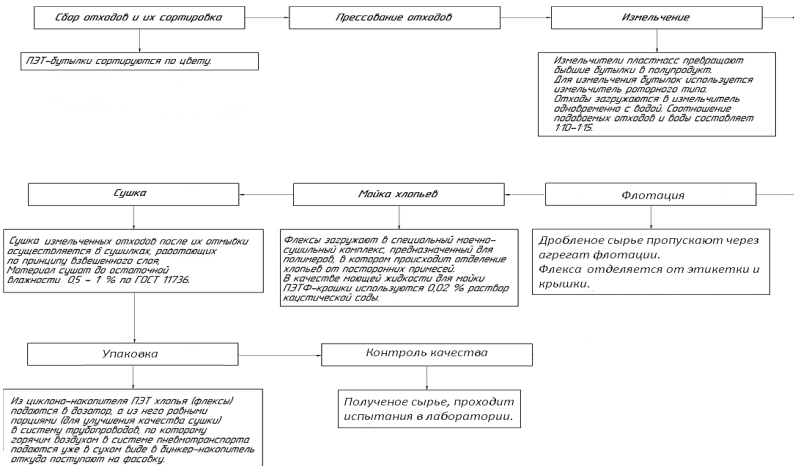 Сбор отходов и их сортировка
Прессование отходов
Измельчение
ПЭТ-бутылки сортируются по цвету.
Измельчители пластмасс превращают
бывшие бутылки в полупродукт.
Для измельчения бутылок используется
измельчитель роторного типа.
Отходы загружаются в измельчитель
одновременно с водой. Соотношение
подаваемых отходов и воды составляет
1:10-1:15.
Сушка
Мойка хлопьев
Флотация
Сушка измельченных отходов после их отмывки
осуществляется в сушилках, работающих
по принципу взвешенного слоя,
Материал сушат до остаточной
влажности 0,5 - 1 % по ГОСТ 11736.
Флексы загружают в специальный моечно-
сушильный комплекс, предназначенный для
полимеров, в котором происходит отделение
хлопьев от посторонних примесей.
В качестве моющей жидкости для мойки
ПЭТФ-крошки используются 0,02 % раствор
каустической соды.
Дробленое сырье пропускают через
агрегат флотации.
Флекса отделяется от этикетки и
крышки.
Упаковка
Контроль качества
Из циклона-накопителя ПЭТ хлопья (флексы)
подаются в дозатор, а из него равными
порциями (для улучшения качества сушки)
в систему трубопроводов, по которому
горячим воздухом в системе пневмотранспорта
подаются уже в сухом виде в бункер-накопитель
откуда поступают на фасовку.
Полученое сырье, проходит
испытания в лаборатории.